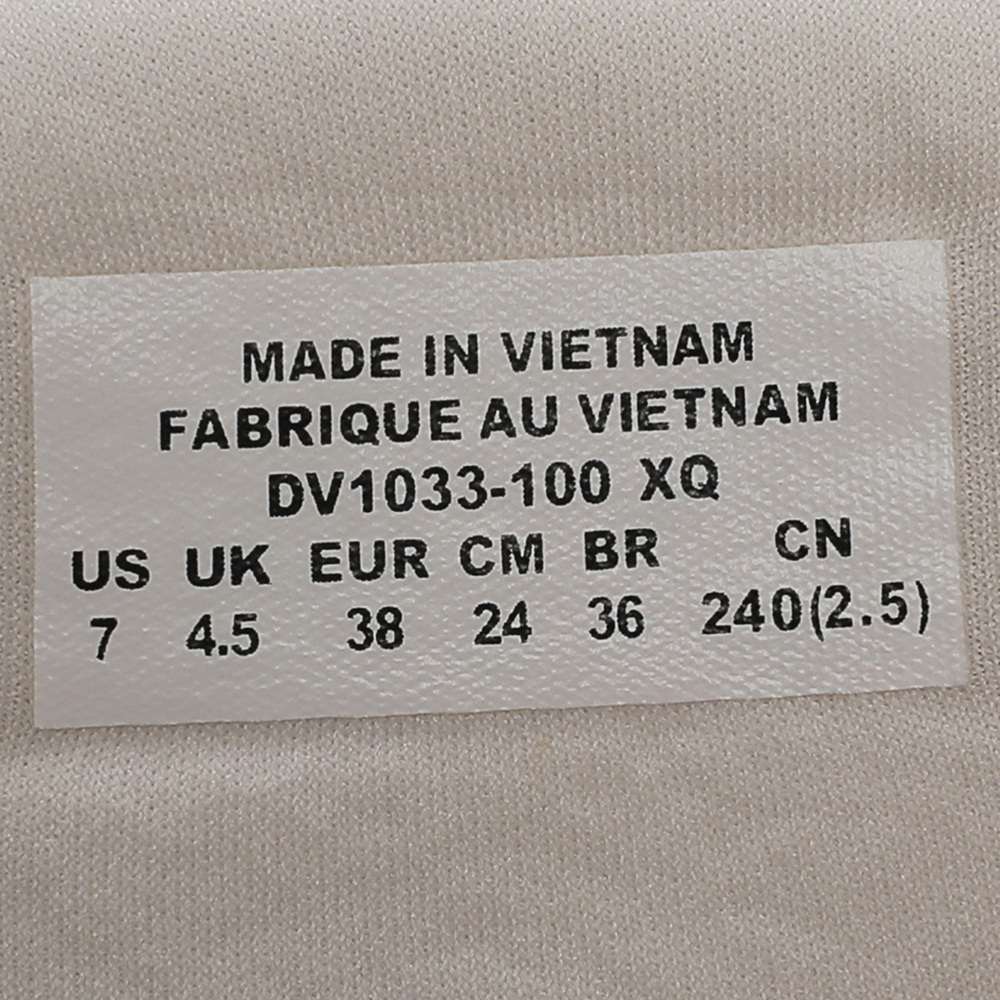 MADE IN VIETNAM
FABRIQUE AU VIETNAM
DV1033-100 XQ
US UK EUR CM BR CN
7 4.5 38 24 36 240(2.5)